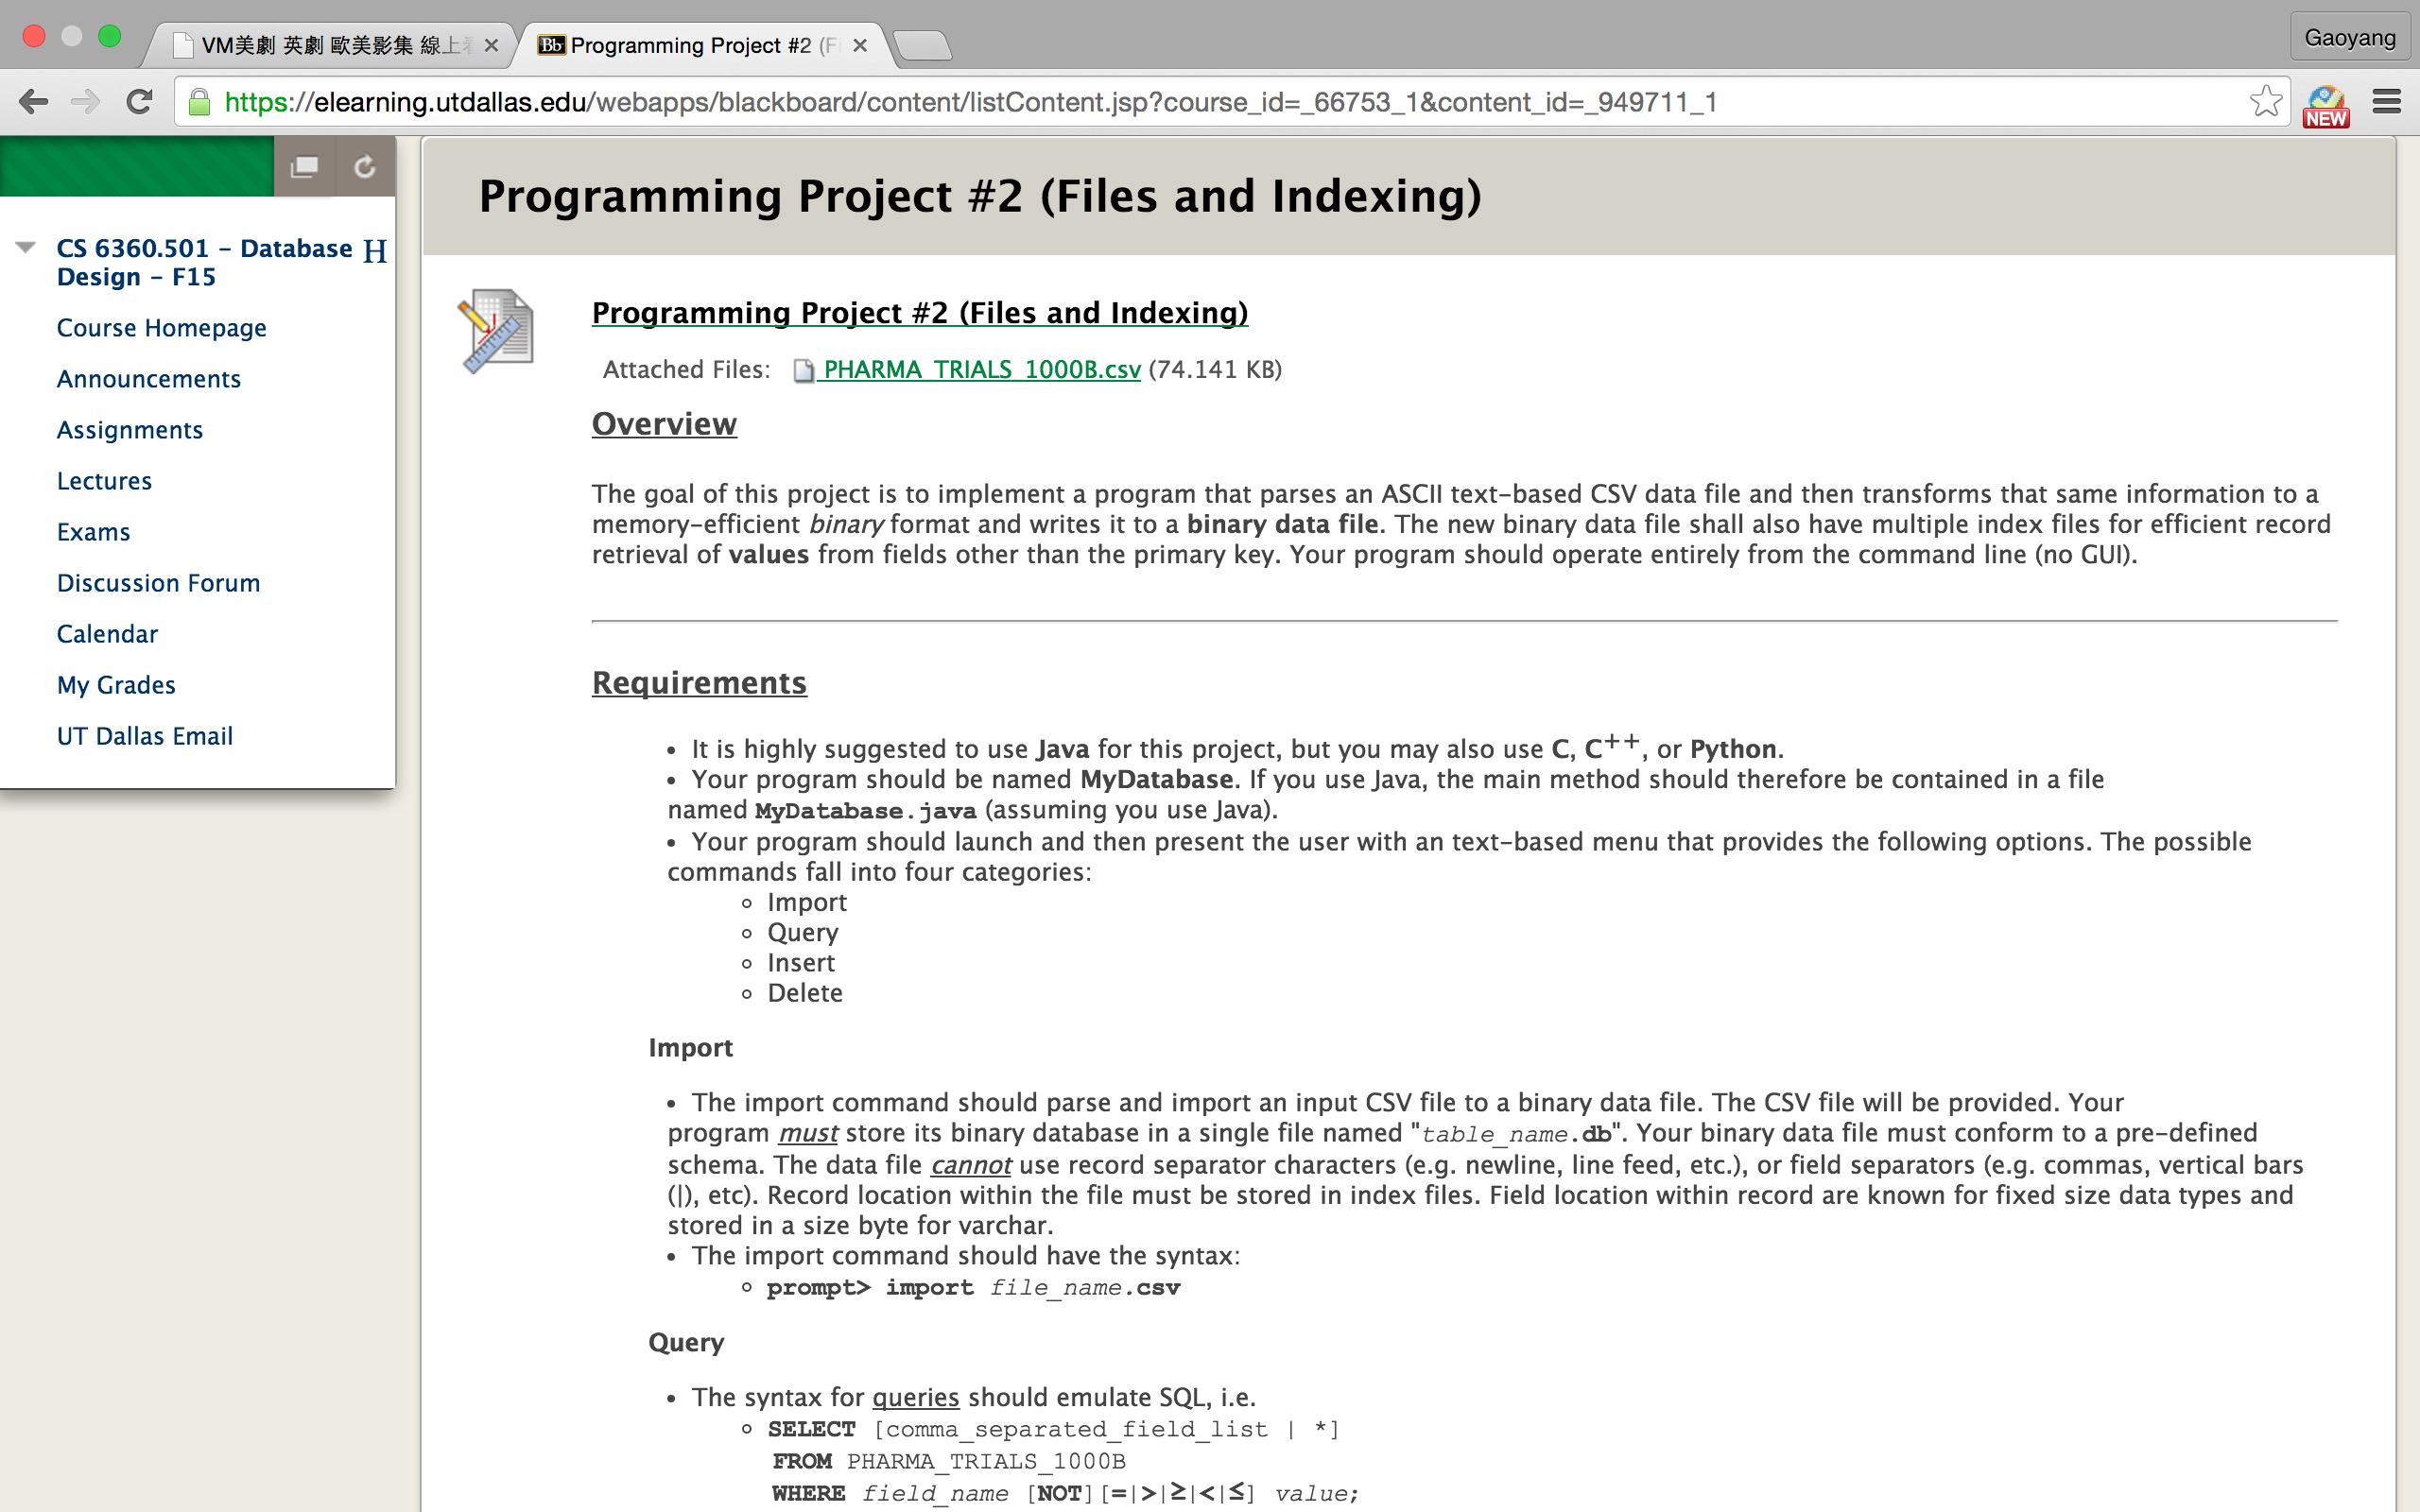 VM美劇 英劇 歐美影集 線上
Bb Programming Project #2 (F
Gaoyang
https://elearning.utdallas.edu/webapps/blackboard/content/listContent.jsp?course_id=_66753_1&content_id=_949711_1
NEW
CS 6360.501 - Database H
Design - F15
Course Homepage
Announcements
Assignments
Lectures
Exams
Discussion Forum
Calendar
My Grades
UT Dallas Email
Programming Project #2 (Files and Indexing)
Programming Project #2 (Files and Indexing)
Attached Files: PHARMA_TRIALS_1000B.csv (74.141 KB)
Overview
The goal of this project is to implement a program that parses an ASCII text-based CSV data file and then transforms that same information to a
memory-efficient binary format and writes it to a binary data file. The new binary data file shall also have multiple index files for efficient record
retrieval of values from fields other than the primary key. Your program should operate entirely from the command line (no GUI).
Requirements
• It is highly suggested to use Java for this project, but you may also use C, C++, or Python.
• Your program should be named MyDatabase. If you use Java, the main method should therefore be contained in a file
named MyDatabase.java (assuming you use Java).
• Your program should launch and then present the user with an text-based menu that provides the following options. The possible
commands fall into four categories:
◦ Import
◦ Query
◦ Insert
◦ Delete
Import
• The import command should parse and import an input CSV file to a binary data file. The CSV file will be provided. Your
program must store its binary database in a single file named "table_name.db". Your binary data file must conform to a pre-defined
schema. The data file cannot use record separator characters (e.g. newline, line feed, etc.), or field separators (e.g. commas, vertical bars
(|), etc). Record location within the file must be stored in index files. Field location within record are known for fixed size data types and
stored in a size byte for varchar.
• The import command should have the syntax:
◦ prompt> import file_name.csv
Query
• The syntax for queries should emulate SQL, i.e.
◦ SELECT [comma_separated_field_list | *]
FROM PHARMA_TRIALS_1000B
WHERE field_name [NOT][=|>|≥|<|≤] value;